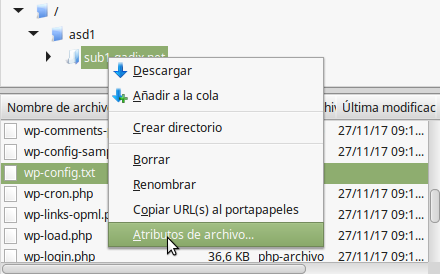 /
asd1
sub1.gadix.net
Descargar
Añadir a la cola
Crear directorio
Borrar
Renombrar
Copiar URL(s) al portapapeles
Atributos de archivo...
Nombre de archivo
Última modificac
wp-comments-
27/11/17 09:1...
wp-config-sam
27/11/17 09:1...
wp-config.txt
27/11/17 09:1...
wp-cron.php
27/11/17 09:1...
wp-links-opml.p
27/11/17 09:1...
wp-load.php
27/11/17 09:1...
wp-login.php 36,6 KB php-archivo 27/11/17 09:1...